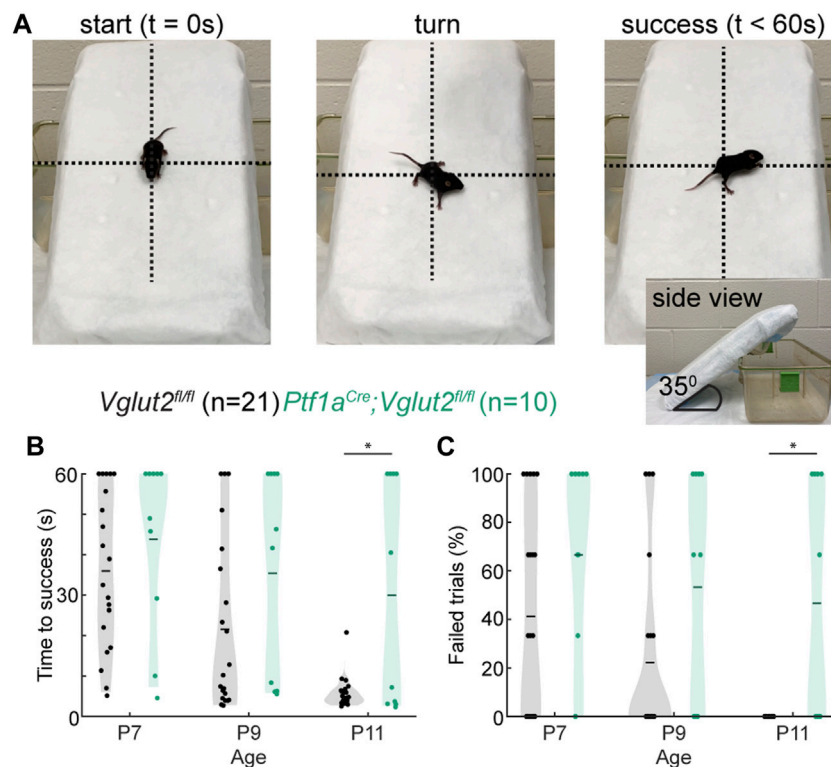 A
start (t = 0s) turn success (t < 60s)
side view
35⁰
Vglut2fl/fl (n=21) Ptf1aCre;Vglut2fl/fl (n=10)
B
*
Time to success (s)
60
30
0
P7 P9 P11
Age
C
*
Failed trials (%)
100
80
60
40
20
0
P7 P9 P11
Age